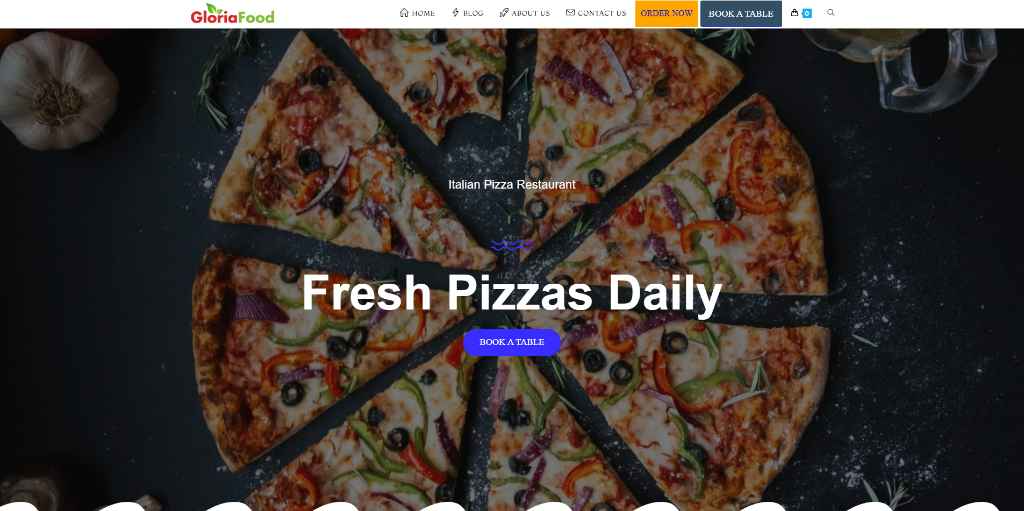 GloriaFood
HOME BLOG ABOUT US CONTACT US ORDER NOW BOOK A TABLE 0
Italian Pizza Restaurant
Fresh Pizzas Daily
BOOK A TABLE